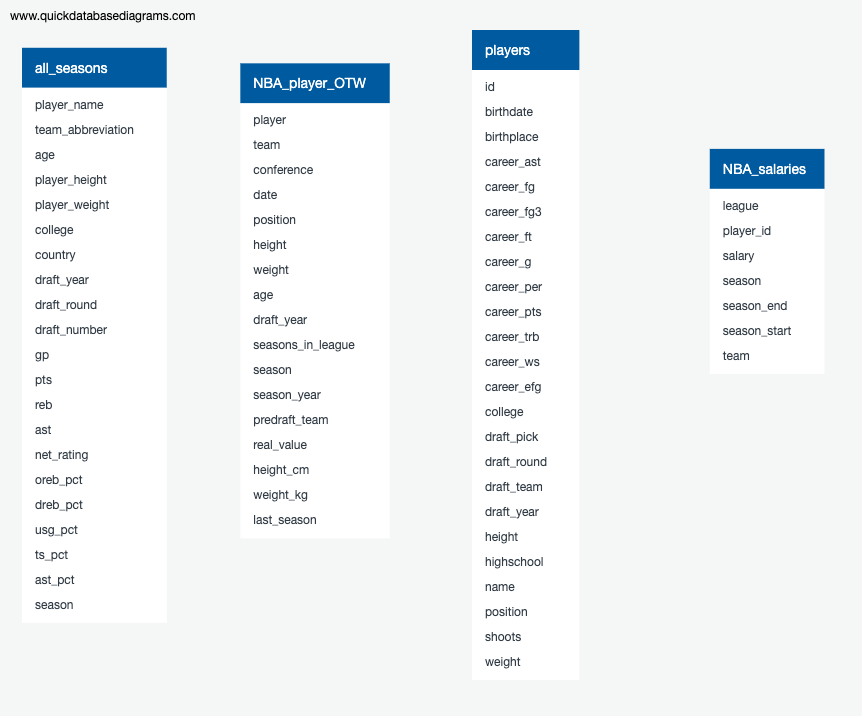 www.quickdatabasediagrams.com
all_seasons
player_name
team_abbreviation
age
player_height
player_weight
college
country
draft_year
draft_round
draft_number
gp
pts
reb
ast
net_rating
oreb_pct
dreb_pct
usg_pct
ts_pct
ast_pct
season
NBA_player_OTW
player
team
conference
date
position
height
weight
age
draft_year
seasons_in_league
season
season_year
predraft_team
real_value
height_cm
weight_kg
last_season
players
id
birthdate
birthplace
career_ast
career_fg
career_fg3
career_ft
career_g
career_per
career_pts
career_trb
career_ws
career_efg
college
draft_pick
draft_round
draft_team
draft_year
height
highschool
name
position
shoots
weight
NBA_salaries
league
player_id
salary
season
season_end
season_start
team